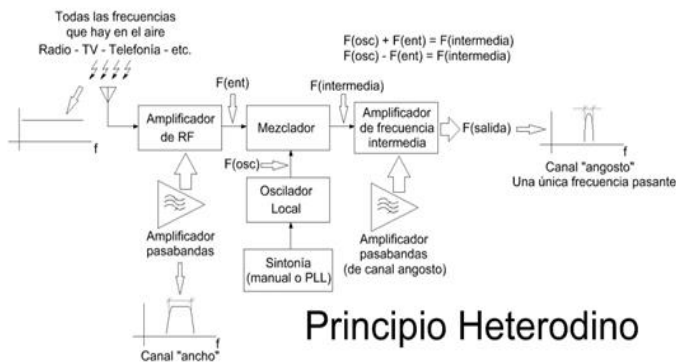 Todas las frecuencias
que hay en el aire
Radio - TV - Telefonía - etc.
F(osc) + F(ent) = F(intermedia)
F(osc) - F(ent) = F(intermedia)
F(ent)
F(intermedia)
f
Amplificador
de RF
Mezclador
Amplificador
de frecuencia
intermedia
F(salida)
f
F(osc)
Canal "angosto"
Una única frecuencia pasante
Oscilador
Local
Amplificador
pasabandas
Amplificador
pasabandas
(de canal angosto)
Sintonía
(manual o PLL)
f
Canal "ancho"
Principio Heterodino